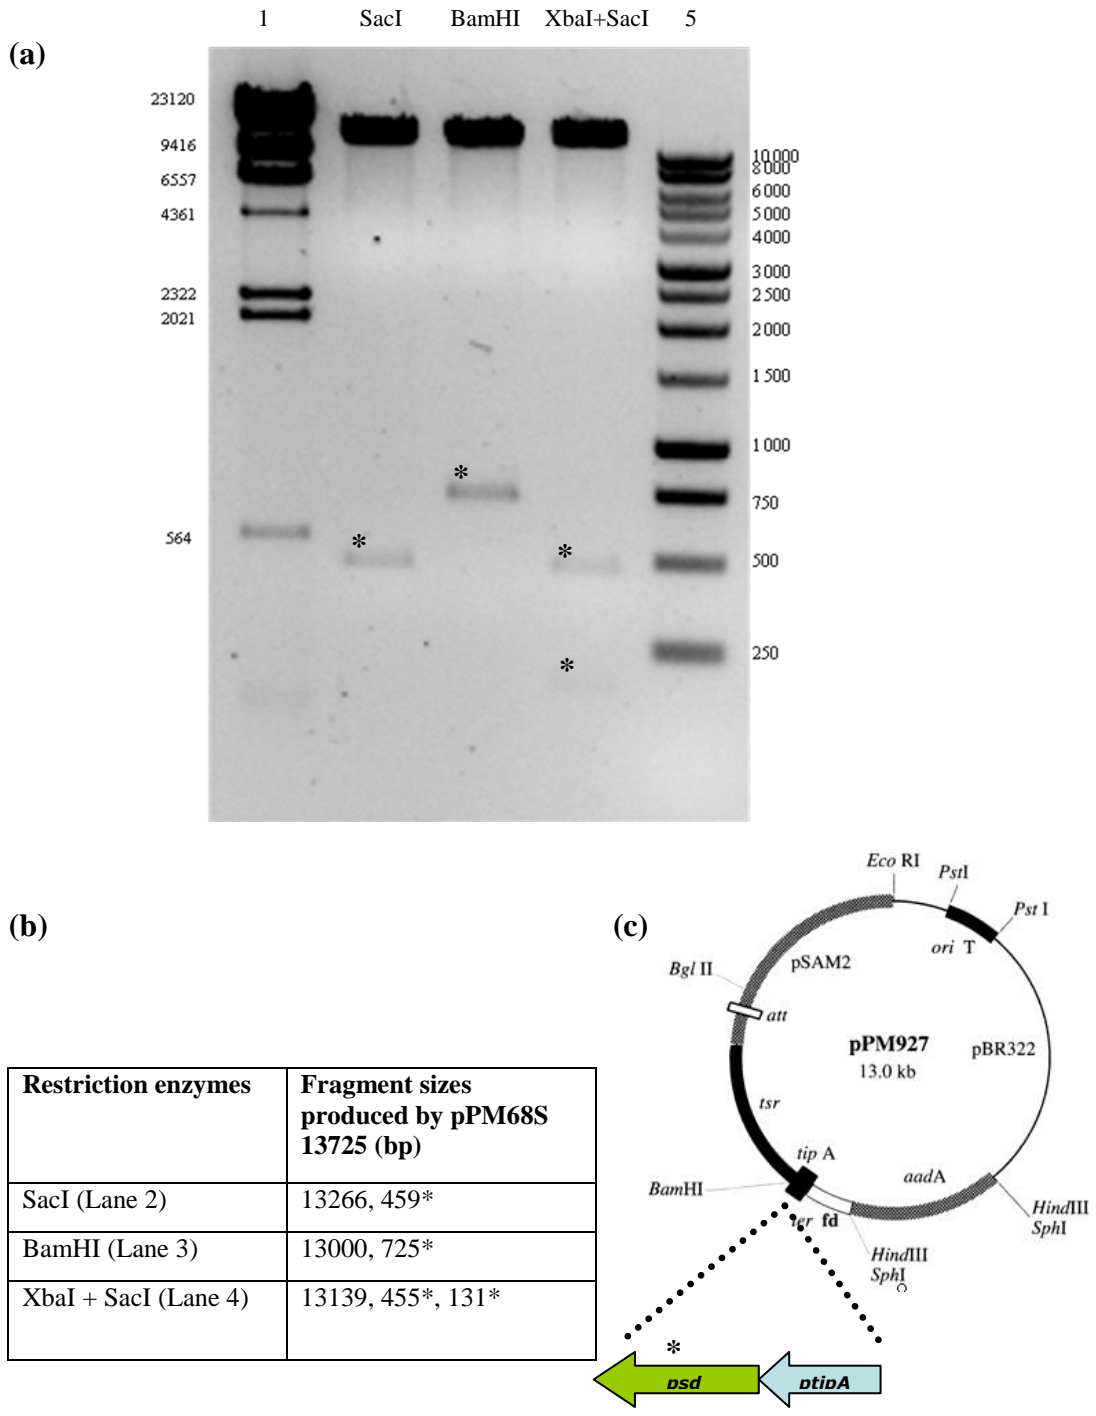 1 SacI BamHI XbaI+SacI 5
(a)
23120
9416
6557
4361
2322
2021
564
10000
8000
6000
5000
4000
3000
2500
2000
1500
1000
750
500
250
*
*
*
*
(b)
Restriction enzymes
Fragment sizes
produced by pPM68S
13725 (bp)
SacI (Lane 2)
13266, 459*
BamHI (Lane 3)
13000, 725*
XbaI + SacI (Lane 4)
13139, 455*, 131*
(c)
Eco RI
PstI
Pst I
ori T
pSAM2
Bgl II
att
pPM927
13.0 kb
pBR322
tsr
tip A
aadA
BamHI
ter fd
HindIII
SphI
HindIII
SphI
*
psd
ptipA